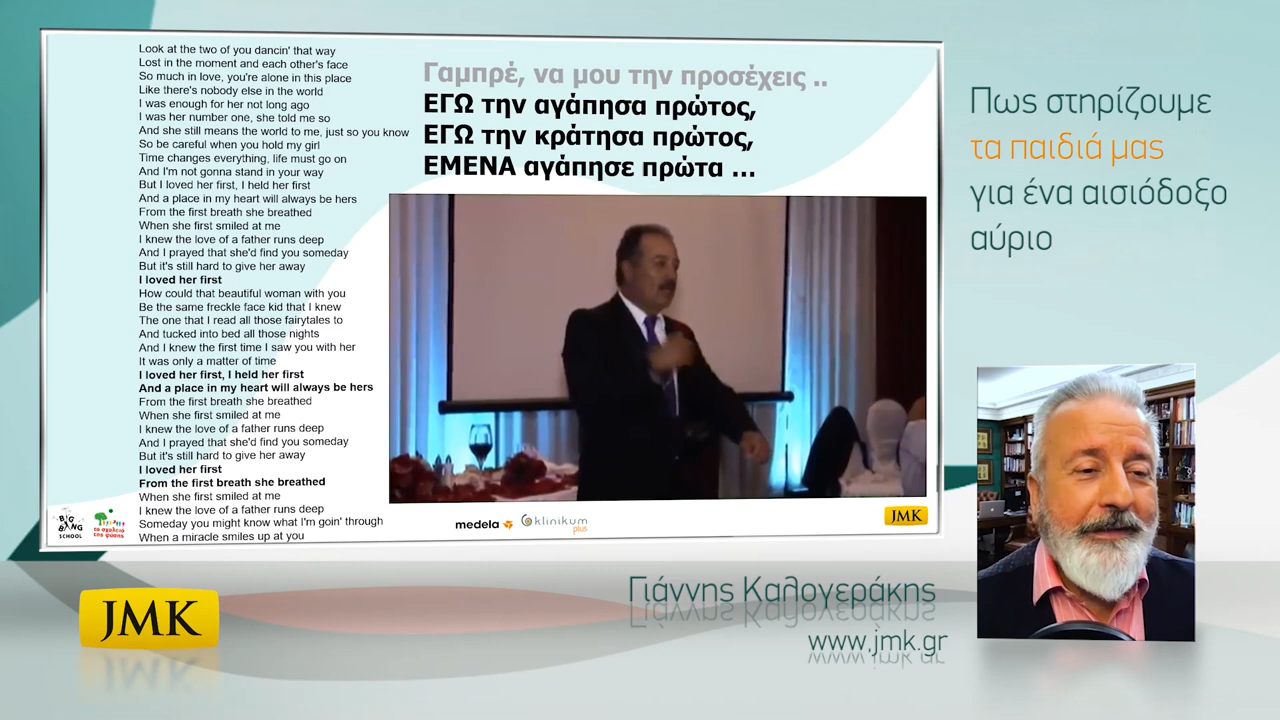 Look at the two of you dancin' that way
Lost in the moment and each other's face
So much in love, you're alone in this place
Like there's nobody else in the world
I was enough for her not long ago
I was her number one, she told me so
And she still means the world to me, just so you know
So be careful when you hold my girl
Time changes everything, life must go on
And I'm not gonna stand in your way
But I loved her first, I held her first
And a place in my heart will always be hers
From the first breath she breathed
When she first smiled at me
I knew the love of a father runs deep
And I prayed that she'd find you someday
But it's still hard to give her away
I loved her first
How could that beautiful woman with you
Be the same freckle face kid that I knew
The one that I read all those fairytales to
And tucked into bed all those nights
And I knew the first time I saw you with her
It was only a matter of time
I loved her first, I held her first
And a place in my heart will always be hers
From the first breath she breathed
When she first smiled at me
I knew the love of a father runs deep
And I prayed that she'd find you someday
But it's still hard to give her away
I loved her first
From the first breath she breathed
When she first smiled at me
I knew the love of a father runs deep
Someday you might know what I'm goin' through
When a miracle smiles up at you
Γαμπρέ, να μου την προσέχεις ..
ΕΓΩ την αγάπησα πρώτος,
ΕΓΩ την κράτησα πρώτος,
ΕΜΕΝΑ αγάπησε πρώτα ...
BIG BANG SCHOOL
το σχολείο της φύσης
medela
klinikum plus
JMK
Πως στηρίζουμε
τα παιδιά μας
για ένα αισιόδοξο
αύριο
JMK
Γιάννης Καλογεράκης
www.jmk.gr